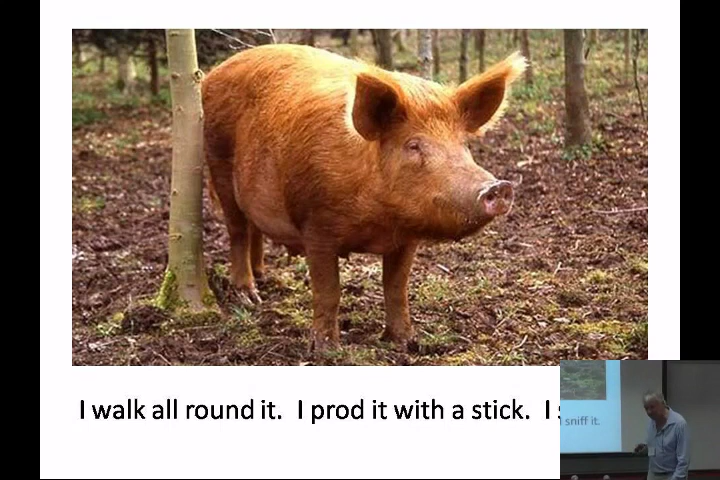 I walk all round it. I prod it with a stick. I s
sniff it.